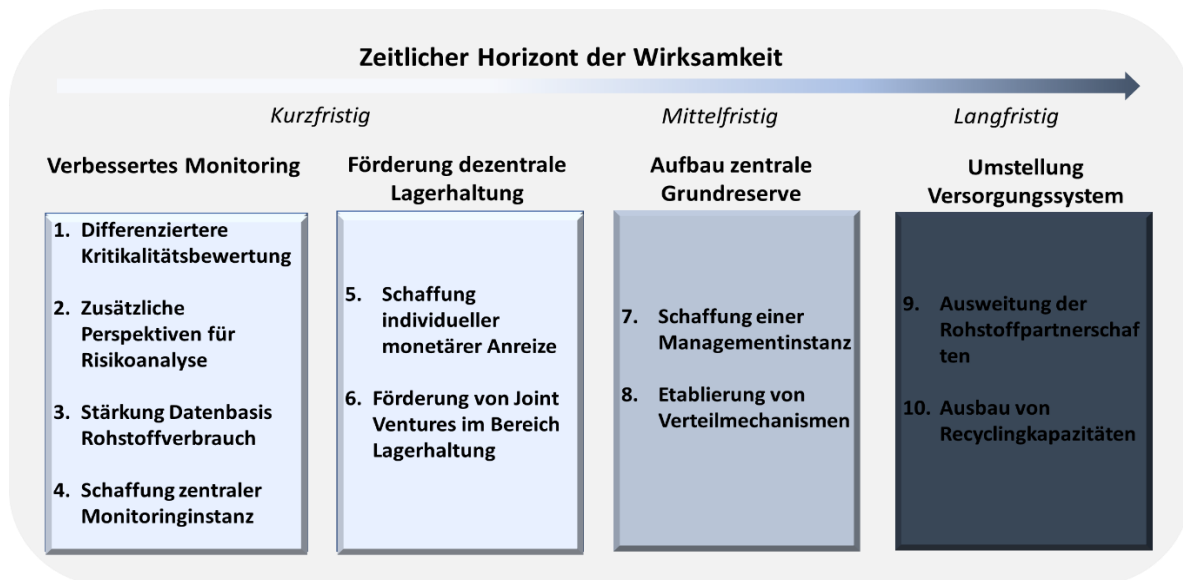 Zeitlicher Horizont der Wirksamkeit
Kurzfristig
Mittelfristig
Langfristig
Verbessertes Monitoring
1. Differenziertere
Kritikalitätsbewertung
2. Zusätzliche
Perspektiven für
Risikoanalyse
3. Stärkung Datenbasis
Rohstoffverbrauch
4. Schaffung zentraler
Monitoringinstanz
Förderung dezentrale
Lagerhaltung
5. Schaffung
individueller
monetärer Anreize
6. Förderung von Joint
Ventures im Bereich
Lagerhaltung
Aufbau zentrale
Grundreserve
7. Schaffung einer
Managementinstanz
8. Etablierung von
Verteilmechanismen
Umstellung
Versorgungssystem
9. Ausweitung der
Rohstoffpartnerschaf
ten
10. Ausbau von
Recyclingkapazitäten